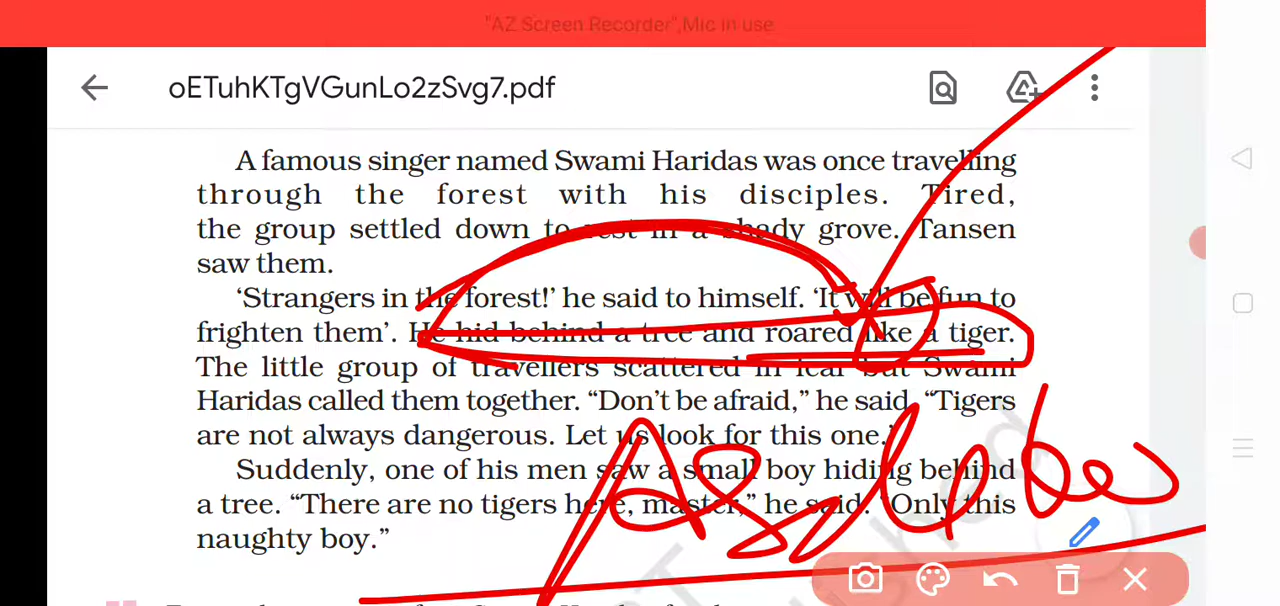 "AZ Screen Recorder",Mic in use
oETuhKTgVGunLo2zSvg7.pdf
A famous singer named Swami Haridas was once travelling
through the forest with his disciples. Tired,
the group settled down to rest in a shady grove. Tansen
saw them.
‘Strangers in the forest!’ he said to himself. ‘It will be fun to
frighten them’. He hid behind a tree and roared like a tiger.
The little group of travellers scattered in fear but Swami
Haridas called them together. “Don’t be afraid,” he said. “Tigers
are not always dangerous. Let us look for this one.”
Suddenly, one of his men saw a small boy hiding behind
a tree. “There are no tigers here, master,” he said. “Only this
naughty boy.”